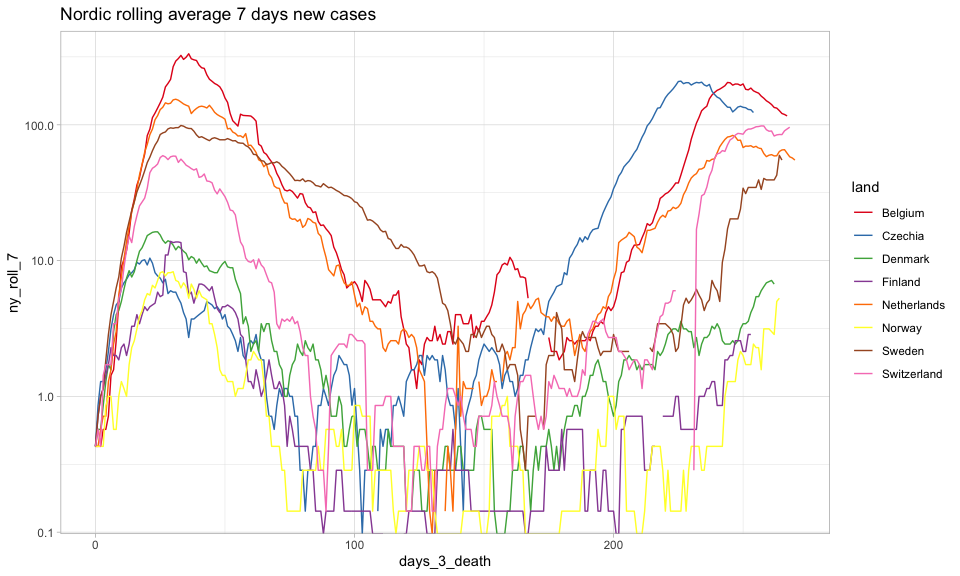 Nordic rolling average 7 days new cases
ny_roll_7
100.0
10.0
1.0
0.1
0
100
200
days_3_death
land
Belgium
Czechia
Denmark
Finland
Netherlands
Norway
Sweden
Switzerland